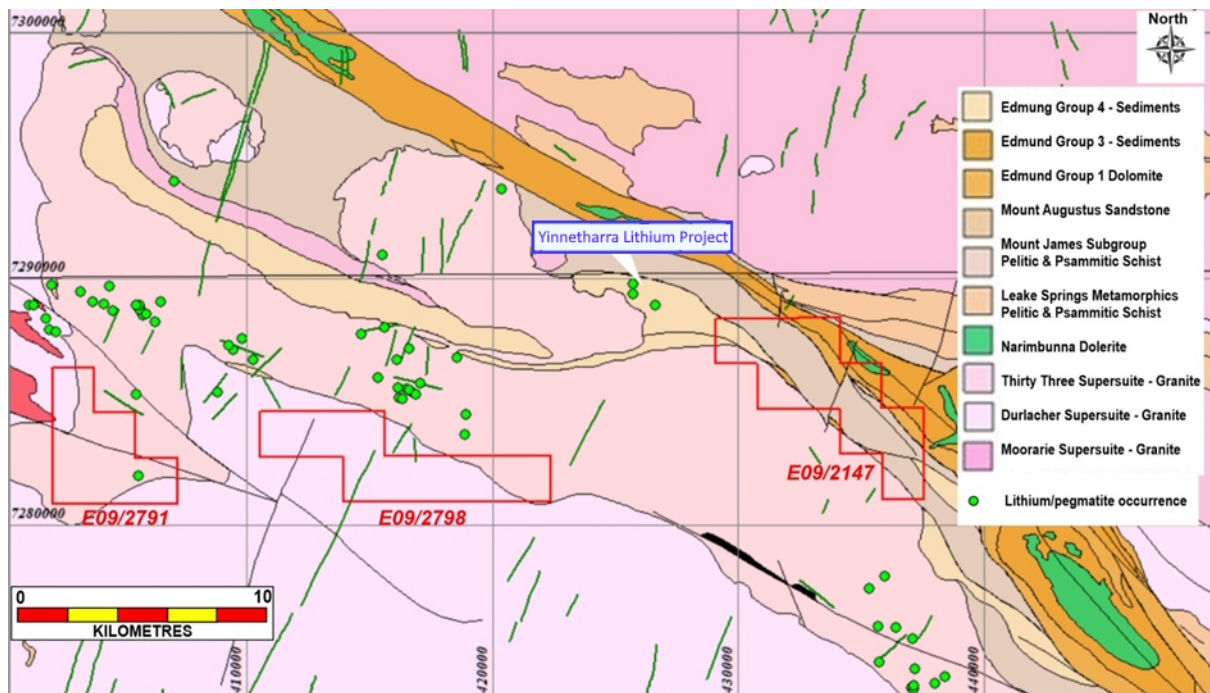 7300000
North
Edmung Group 4 - Sediments
Edmund Group 3 - Sediments
Edmund Group 1 Dolomite
Mount Augustus Sandstone
Mount James Subgroup
Pelitic & Psammitic Schist
Leake Springs Metamorphics
Pelitic & Psammitic Schist
Narimbunna Dolerite
Thirty Three Supersuite - Granite
Durlacher Supersuite - Granite
Moorarie Supersuite - Granite
Lithium/pegmatite occurrence
Yinnetharra Lithium Project
7290000
E09/2147
E09/2791
E09/2798
7280000
0 10
KILOMETRES
410000
420000
430000
440000